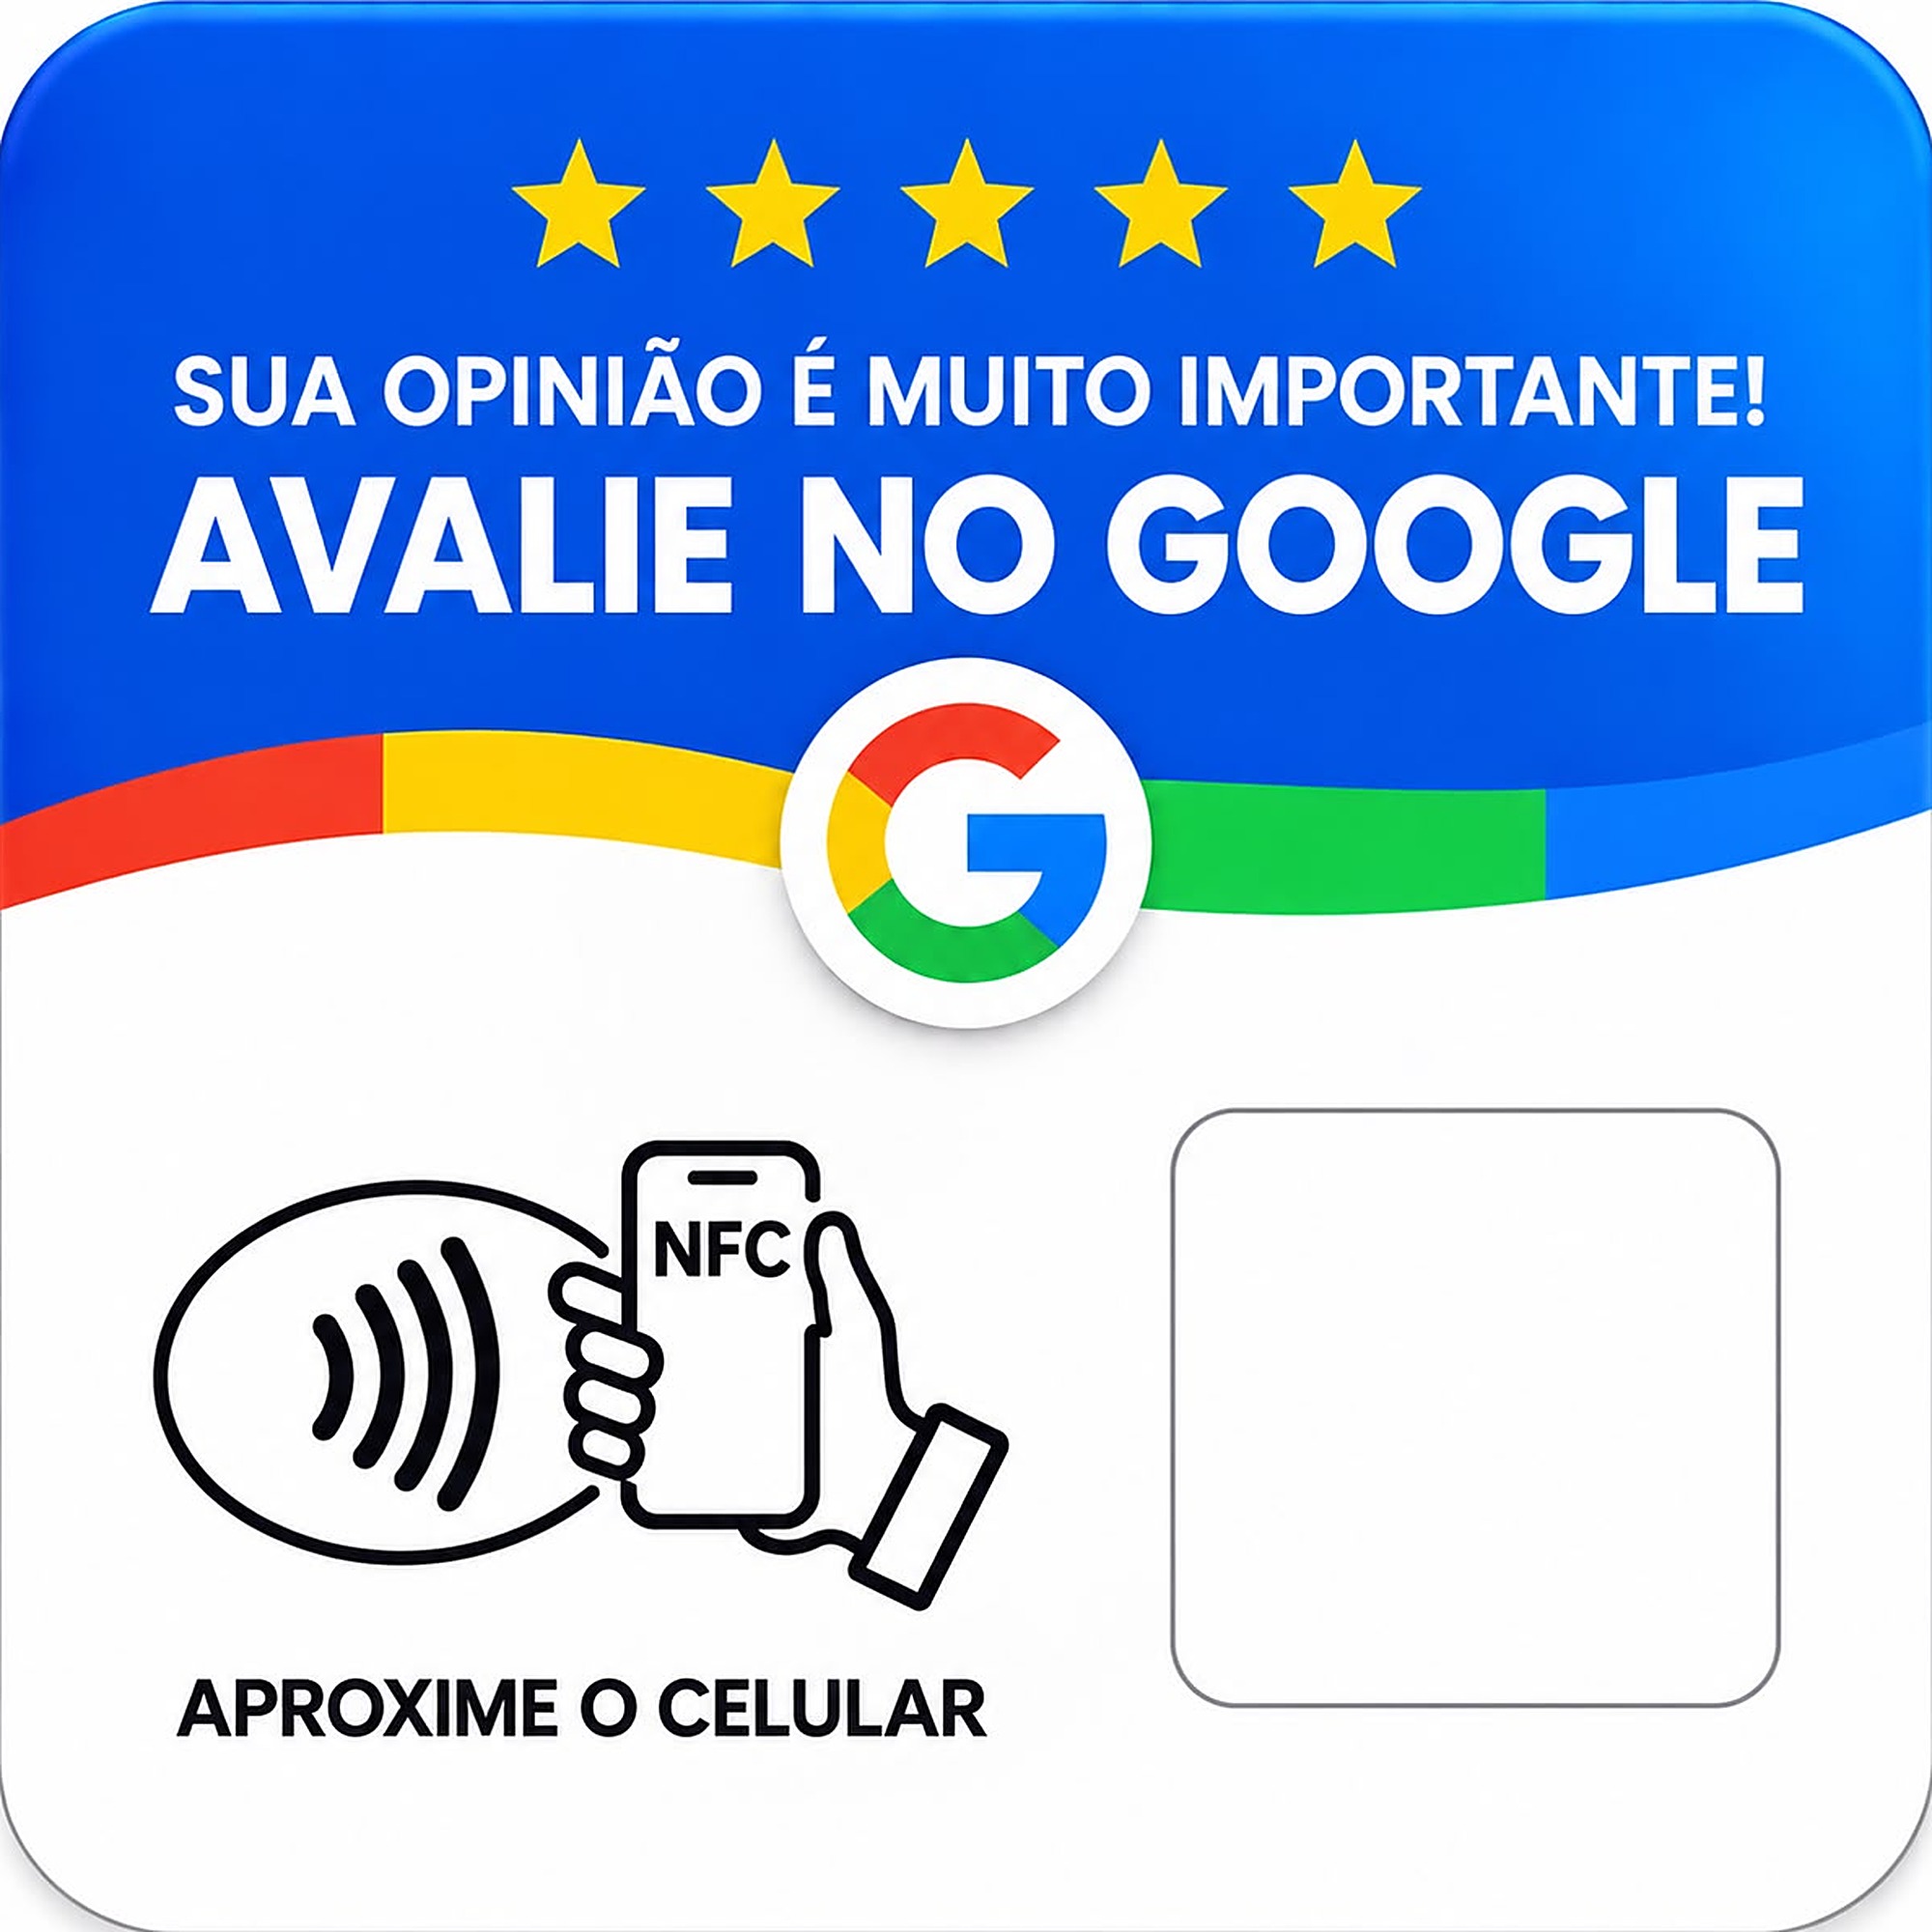 SUA OPINIÃO É MUITO IMPORTANTE!
AVALIE NO GOOGLE
G
NFC
APROXIME O CELULAR